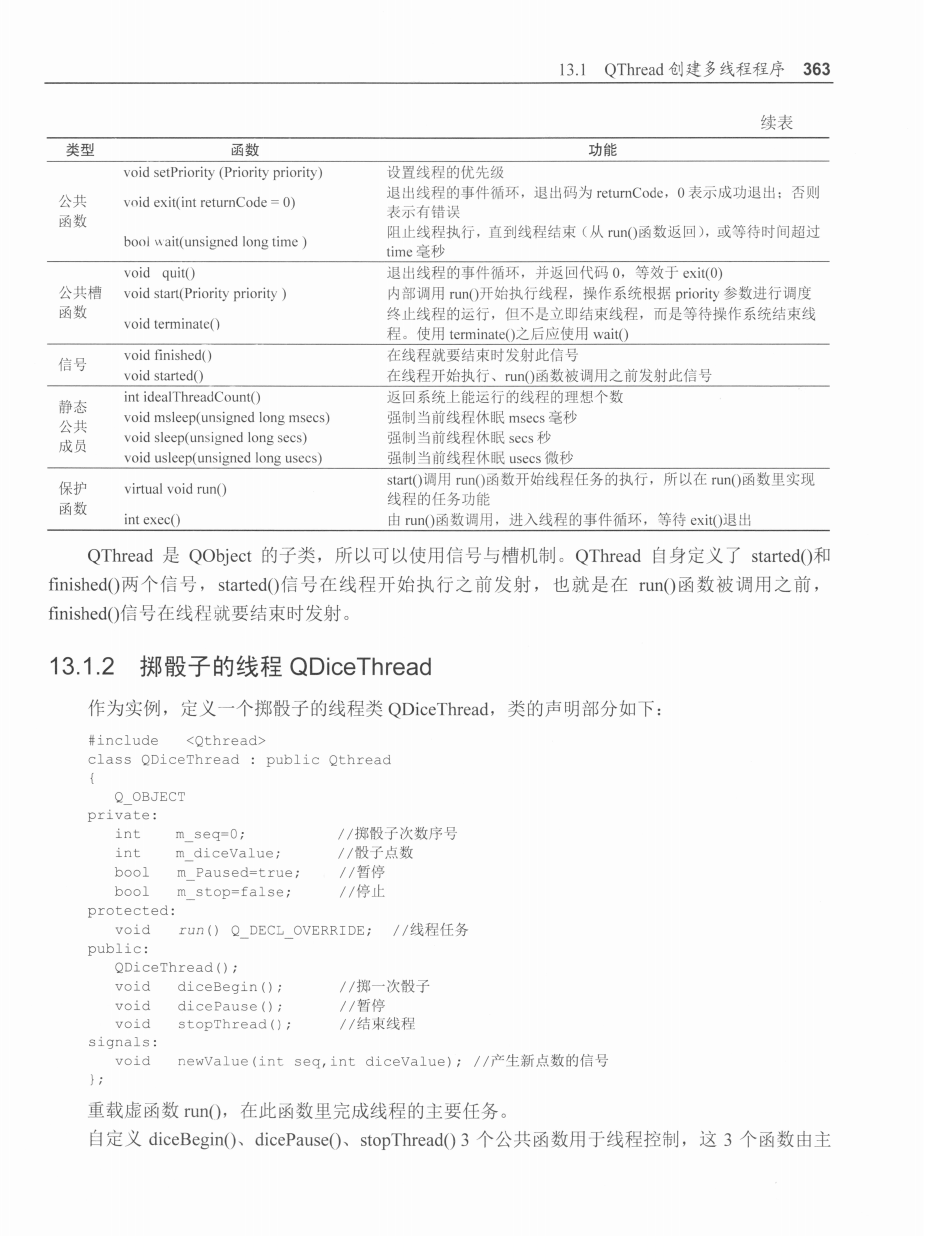 13.1 QThread 创建多线程程序 363
续表
类型 函数 功能
公共函数
void setPriority (Priority priority) 设置线程的优先级
void exit(int returnCode = 0) 退出线程的事件循环，退出码为 returnCode，0 表示成功退出；否则
表示有错误
bool wait(unsigned long time ) 阻止线程执行，直到线程结束（从 run()函数返回），或等待时间超过
time 毫秒
公共槽函数
void quit() 退出线程的事件循环，并返回代码 0，等效于 exit(0)
void start(Priority priority ) 内部调用 run()开始执行线程，操作系统根据 priority 参数进行调度
void terminate() 终止线程的运行，但不是立即结束线程，而是等待操作系统结束线
程。使用 terminate()之后应使用 wait()
信号
void finished() 在线程就要结束时发射此信号
void started() 在线程开始执行、run()函数被调用之前发射此信号
静态公共成员
int idealThreadCount() 返回系统上能运行的线程的理想个数
void msleep(unsigned long msecs) 强制当前线程休眠 msecs 毫秒
void sleep(unsigned long secs) 强制当前线程休眠 secs 秒
void usleep(unsigned long usecs) 强制当前线程休眠 usecs 微秒
保护函数
virtual void run() start()调用 run()函数开始线程任务的执行，所以在 run()函数里实现
线程的任务功能
int exec() 由 run()函数调用，进入线程的事件循环，等待 exit()退出
QThread 是 QObject 的子类，所以可以使用信号与槽机制。QThread 自身定义了 started()和
finished()两个信号，started()信号在线程开始执行之前发射，也就是在 run()函数被调用之前，
finished()信号在线程就要结束时发射。
13.1.2 掷骰子的线程 QDiceThread
作为实例，定义一个掷骰子的线程类 QDiceThread，类的声明部分如下：
#include <Qthread>
class QDiceThread : public Qthread
{
Q_OBJECT
private:
int m_seq=0; //掷骰子次数序号
int m_diceValue; //骰子点数
bool m_Paused=true; //暂停
bool m_stop=false; //停止
protected:
void run() Q_DECL_OVERRIDE; //线程任务
public:
QDiceThread();
void diceBegin(); //掷一次骰子
void dicePause(); //暂停
void stopThread(); //结束线程
signals:
void newValue(int seq,int diceValue); //产生新点数的信号
};
重载虚函数 run()，在此函数里完成线程的主要任务。
自定义 diceBegin()、dicePause()、stopThread() 3 个公共函数用于线程控制，这 3 个函数由主